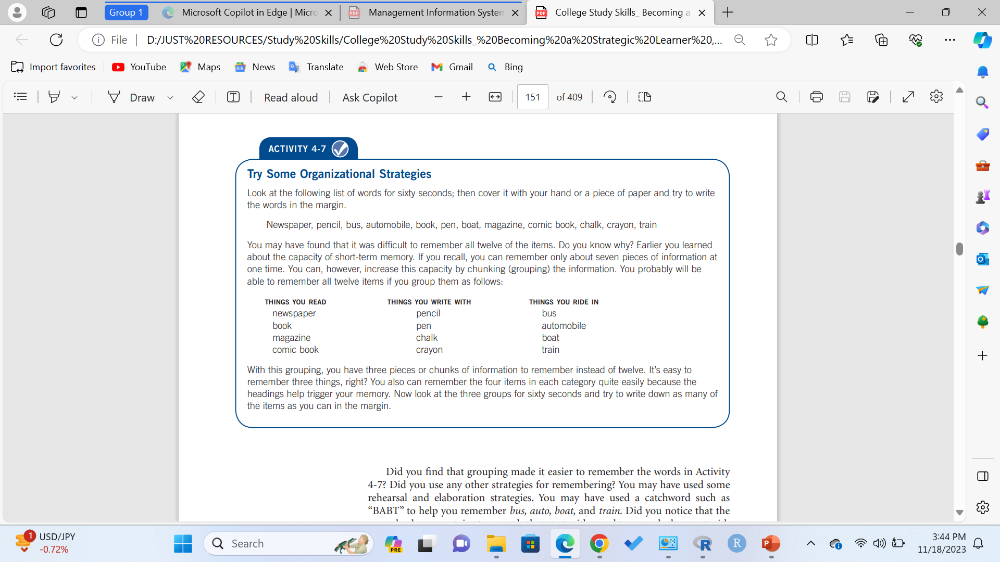 Group 1
Microsoft Copilot in Edge | Micro
Management Information System
College Study Skills_ Becoming a
File
D:/JUST%20RESOURCES/Study%20Skills/College%20Study%20Skills_%20Becoming%20a%20Strategic%20Learner%20,...
Import favorites
YouTube
Maps
News
Translate
Web Store
Gmail
Bing
Draw
Read aloud
Ask Copilot
151
of 409
ACTIVITY 4-7
Try Some Organizational Strategies
Look at the following list of words for sixty seconds; then cover it with your hand or a piece of paper and try to write
the words in the margin.
Newspaper, pencil, bus, automobile, book, pen, boat, magazine, comic book, chalk, crayon, train
You may have found that it was difficult to remember all twelve of the items. Do you know why? Earlier you learned
about the capacity of short-term memory. If you recall, you can remember only about seven pieces of information at
one time. You can, however, increase this capacity by chunking (grouping) the information. You probably will be
able to remember all twelve items if you group them as follows:
THINGS YOU READ THINGS YOU WRITE WITH THINGS YOU RIDE IN
newspaper pencil bus
book pen automobile
magazine chalk boat
comic book crayon train
With this grouping, you have three pieces or chunks of information to remember instead of twelve. It's easy to
remember three things, right? You also can remember the four items in each category quite easily because the
headings help trigger your memory. Now look at the three groups for sixty seconds and try to write down as many of
the items as you can in the margin.
Did you find that grouping made it easier to remember the words in Activity
4-7? Did you use any other strategies for remembering? You may have used some
rehearsal and elaboration strategies. You may have used a catchword such as
“BABT” to help you remember bus, auto, boat, and train. Did you notice that the
1
USD/JPY
-0.72%
Search
PRE
3:44 PM
11/18/2023